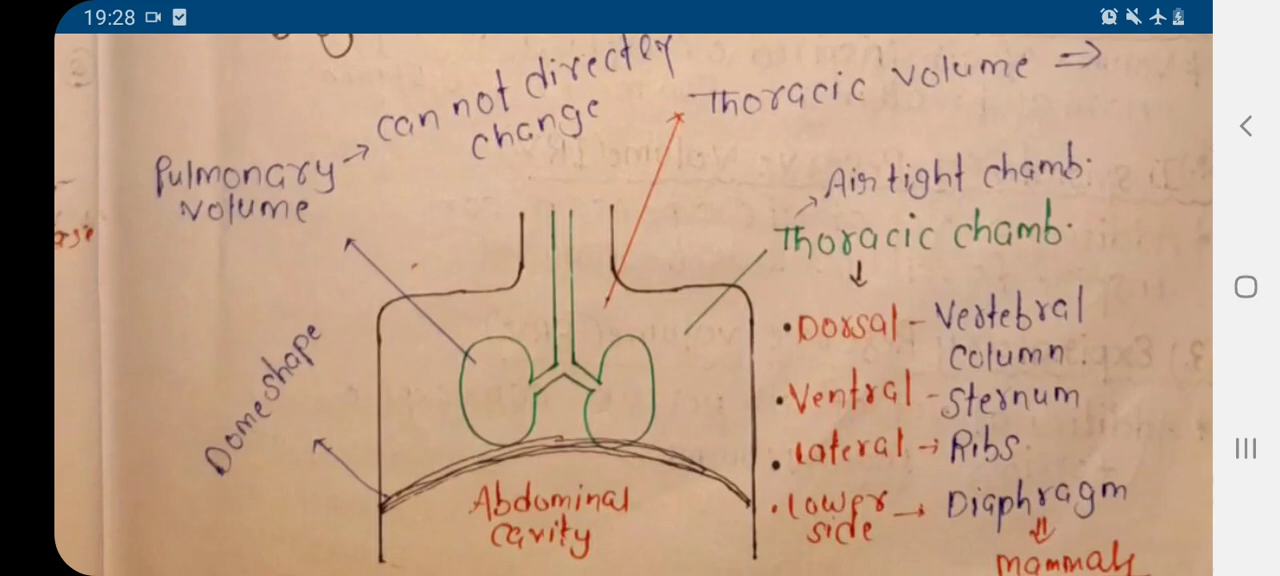 19:28
can not directly
change
Thoracic volume ⇒
Pulmonary →
volume
Air tight chamb.
Thoracic chamb.
↓
• Dorsal - Vertebral
column
• Ventral - Sternum
• Lateral → Ribs
• Lower → Diaphragm
side
Domeshape
Abdominal
cavity
mammals